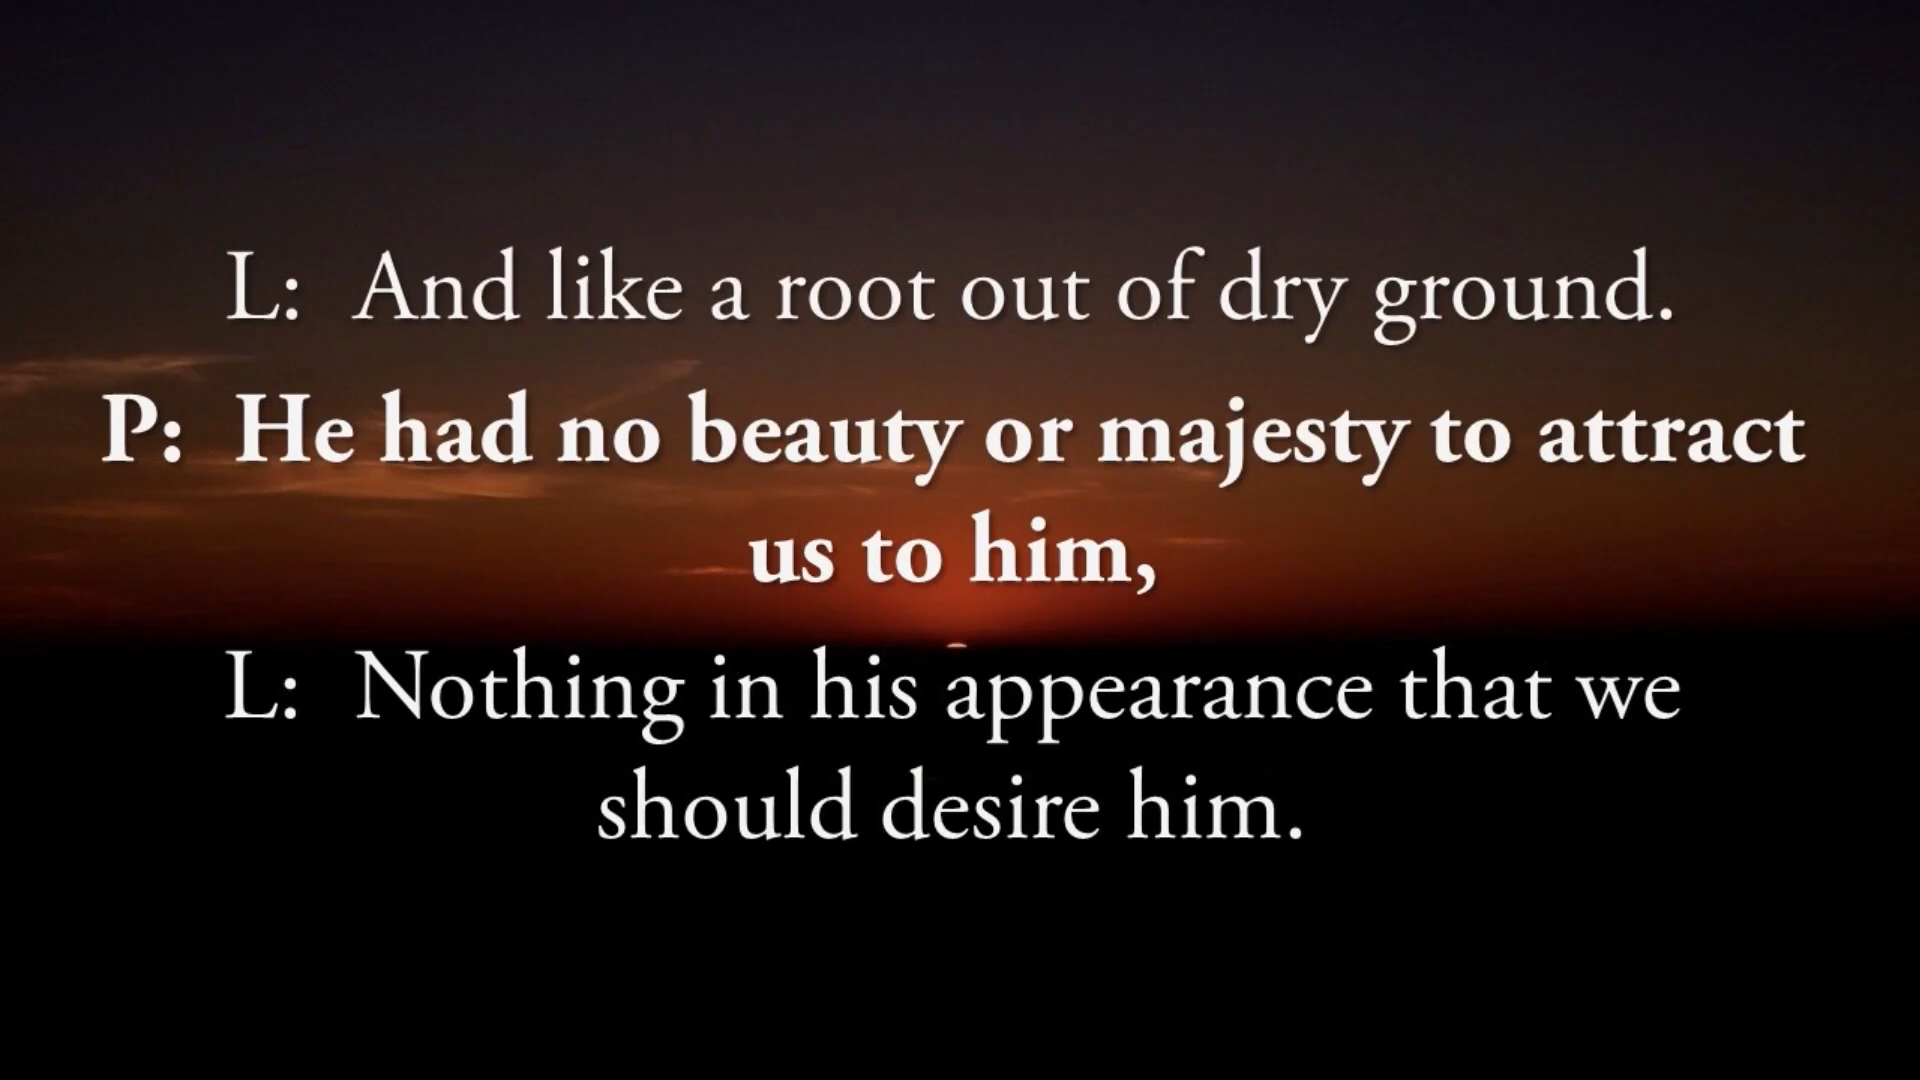 L: And like a root out of dry ground.
P: He had no beauty or majesty to attract
us to him,
L: Nothing in his appearance that we
should desire him.